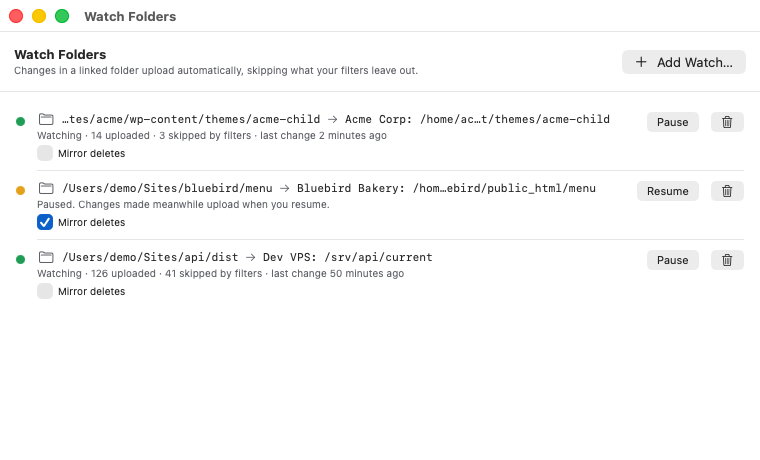 Watch Folders
Watch Folders
Changes in a linked folder upload automatically, skipping what your filters leave out.
Add Watch…
…tes/acme/wp-content/themes/acme-child → Acme Corp: /home/ac…t/themes/acme-child
Pause
Watching · 14 uploaded · 3 skipped by filters · last change 2 minutes ago
Mirror deletes
/Users/demo/Sites/bluebird/menu → Bluebird Bakery: /hom…ebird/public_html/menu
Resume
Paused. Changes made meanwhile upload when you resume.
Mirror deletes
/Users/demo/Sites/api/dist → Dev VPS: /srv/api/current
Pause
Watching · 126 uploaded · 41 skipped by filters · last change 50 minutes ago
Mirror deletes